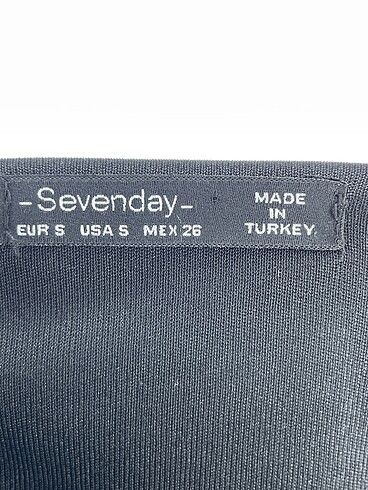 -Sevenday-
EUR S USA S MEX 26
MADE
IN
TURKEY